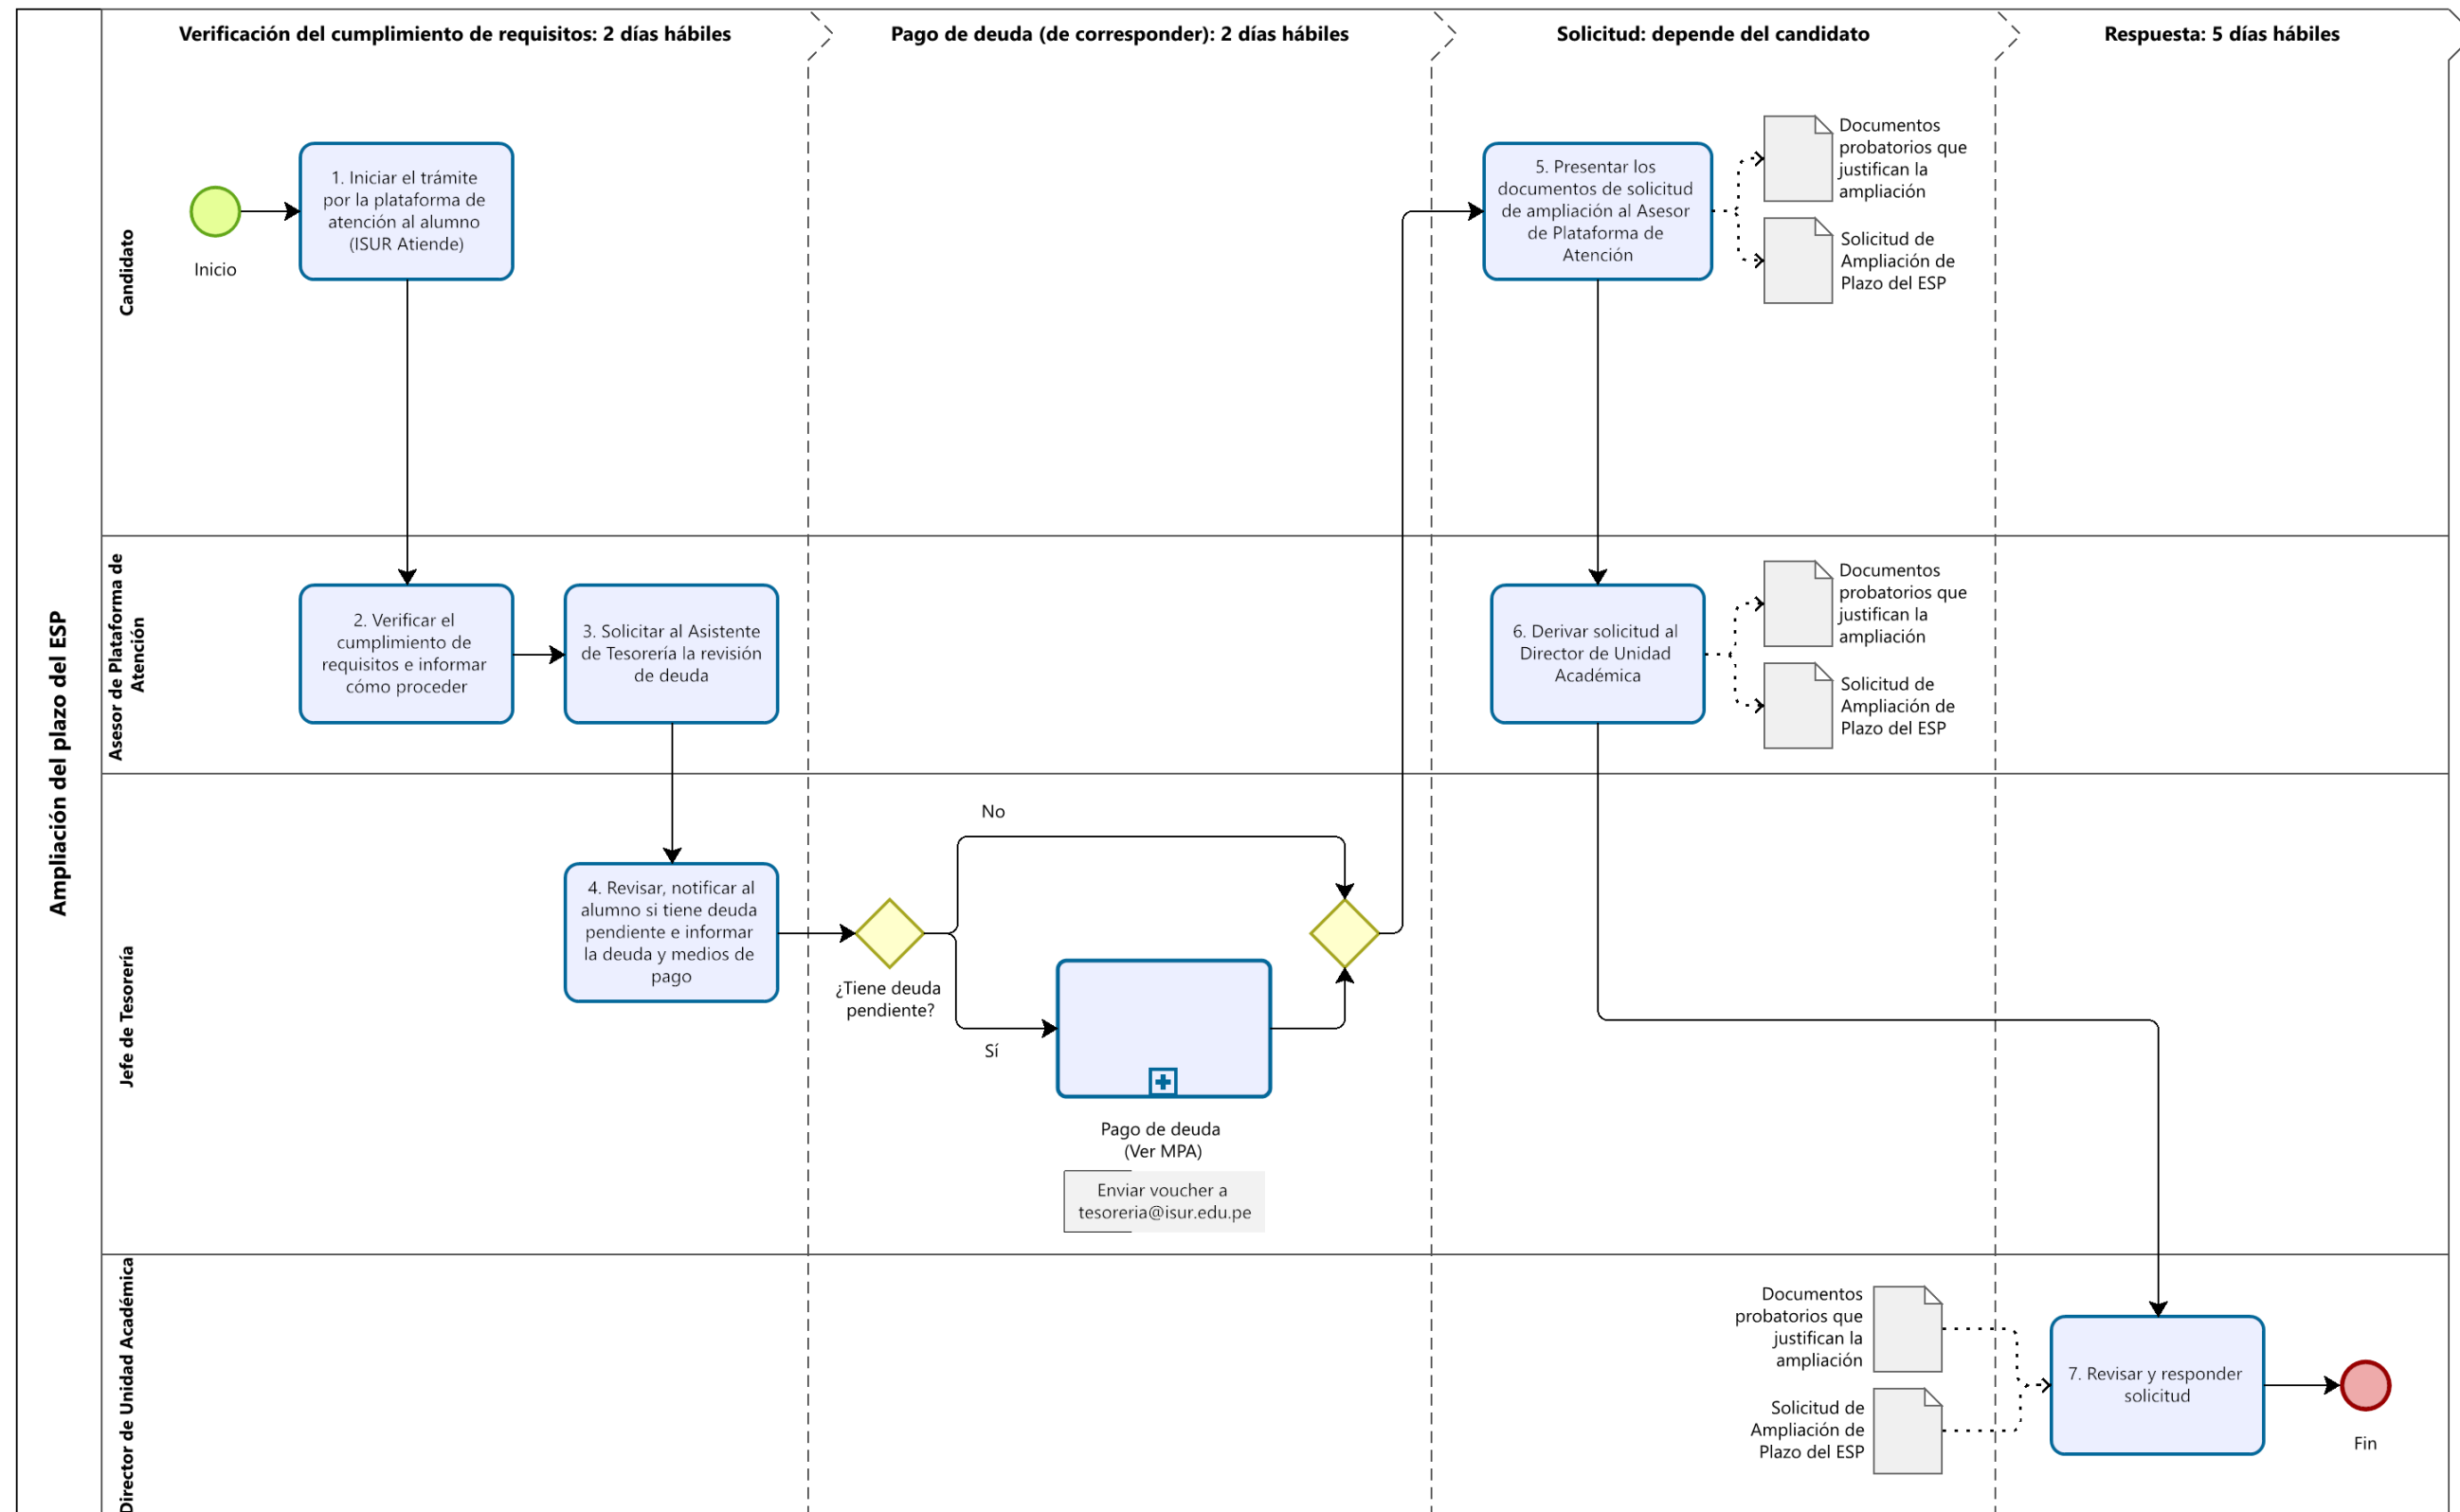 Ampliación del plazo del ESP
Verificación del cumplimiento de requisitos: 2 días hábiles
Pago de deuda (de corresponder): 2 días hábiles
Solicitud: depende del candidato
Respuesta: 5 días hábiles
Candidato
Inicio
1. Iniciar el trámite
por la plataforma de
atención al alumno
(ISUR Atiende)
5. Presentar los
documentos de solicitud
de ampliación al Asesor
de Plataforma de
Atención
Documentos
probatorios que
justifican la
ampliación
Solicitud de
Ampliación de
Plazo del ESP
Asesor de Plataforma de
Atención
2. Verificar el
cumplimiento de
requisitos e informar
cómo proceder
3. Solicitar al Asistente
de Tesorería la revisión
de deuda
6. Derivar solicitud al
Director de Unidad
Académica
Documentos
probatorios que
justifican la
ampliación
Solicitud de
Ampliación de
Plazo del ESP
Jefe de Tesorería
4. Revisar, notificar al
alumno si tiene deuda
pendiente e informar
la deuda y medios de
pago
¿Tiene deuda
pendiente?
No
Sí
Pago de deuda
(Ver MPA)
Enviar voucher a
tesoreria@isur.edu.pe
Director de Unidad Académica
Documentos
probatorios que
justifican la
ampliación
Solicitud de
Ampliación de
Plazo del ESP
7. Revisar y responder
solicitud
Fin